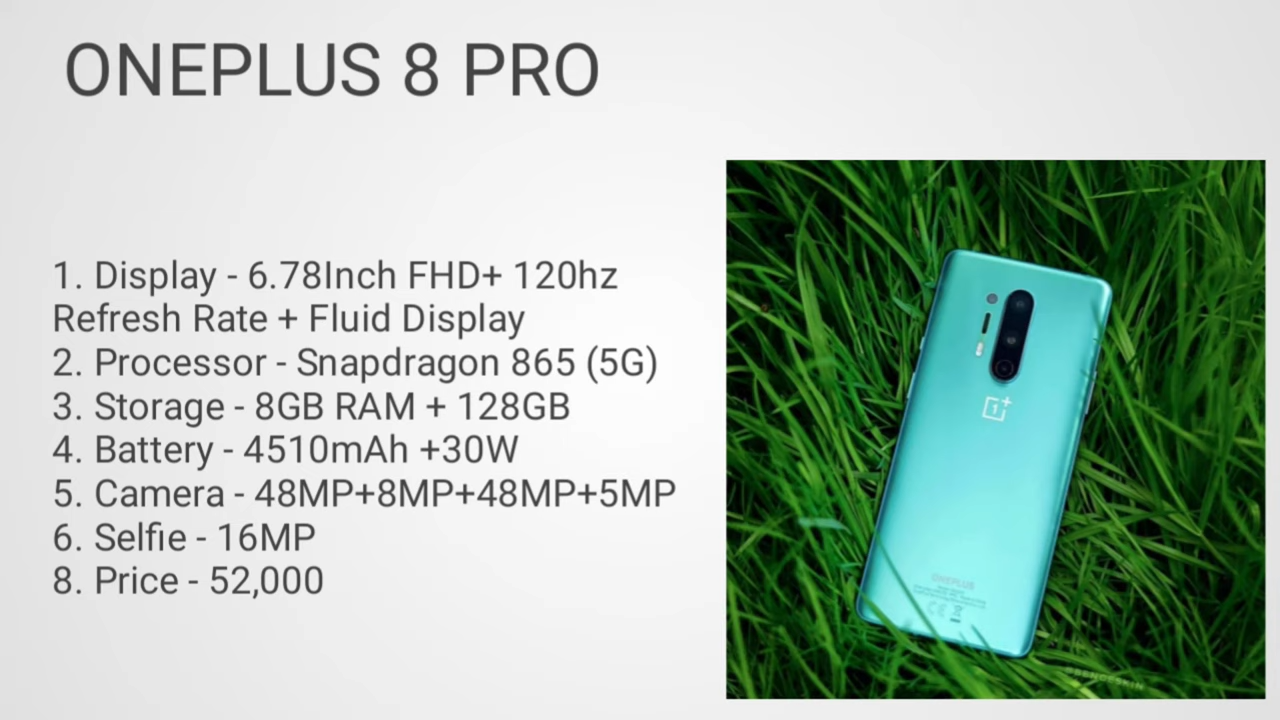 ONEPLUS 8 PRO
1. Display - 6.78Inch FHD+ 120hz
Refresh Rate + Fluid Display
2. Processor - Snapdragon 865 (5G)
3. Storage - 8GB RAM + 128GB
4. Battery - 4510mAh +30W
5. Camera - 48MP+8MP+48MP+5MP
6. Selfie - 16MP
8. Price - 52,000
ONEPLUS
@BENGESKIN